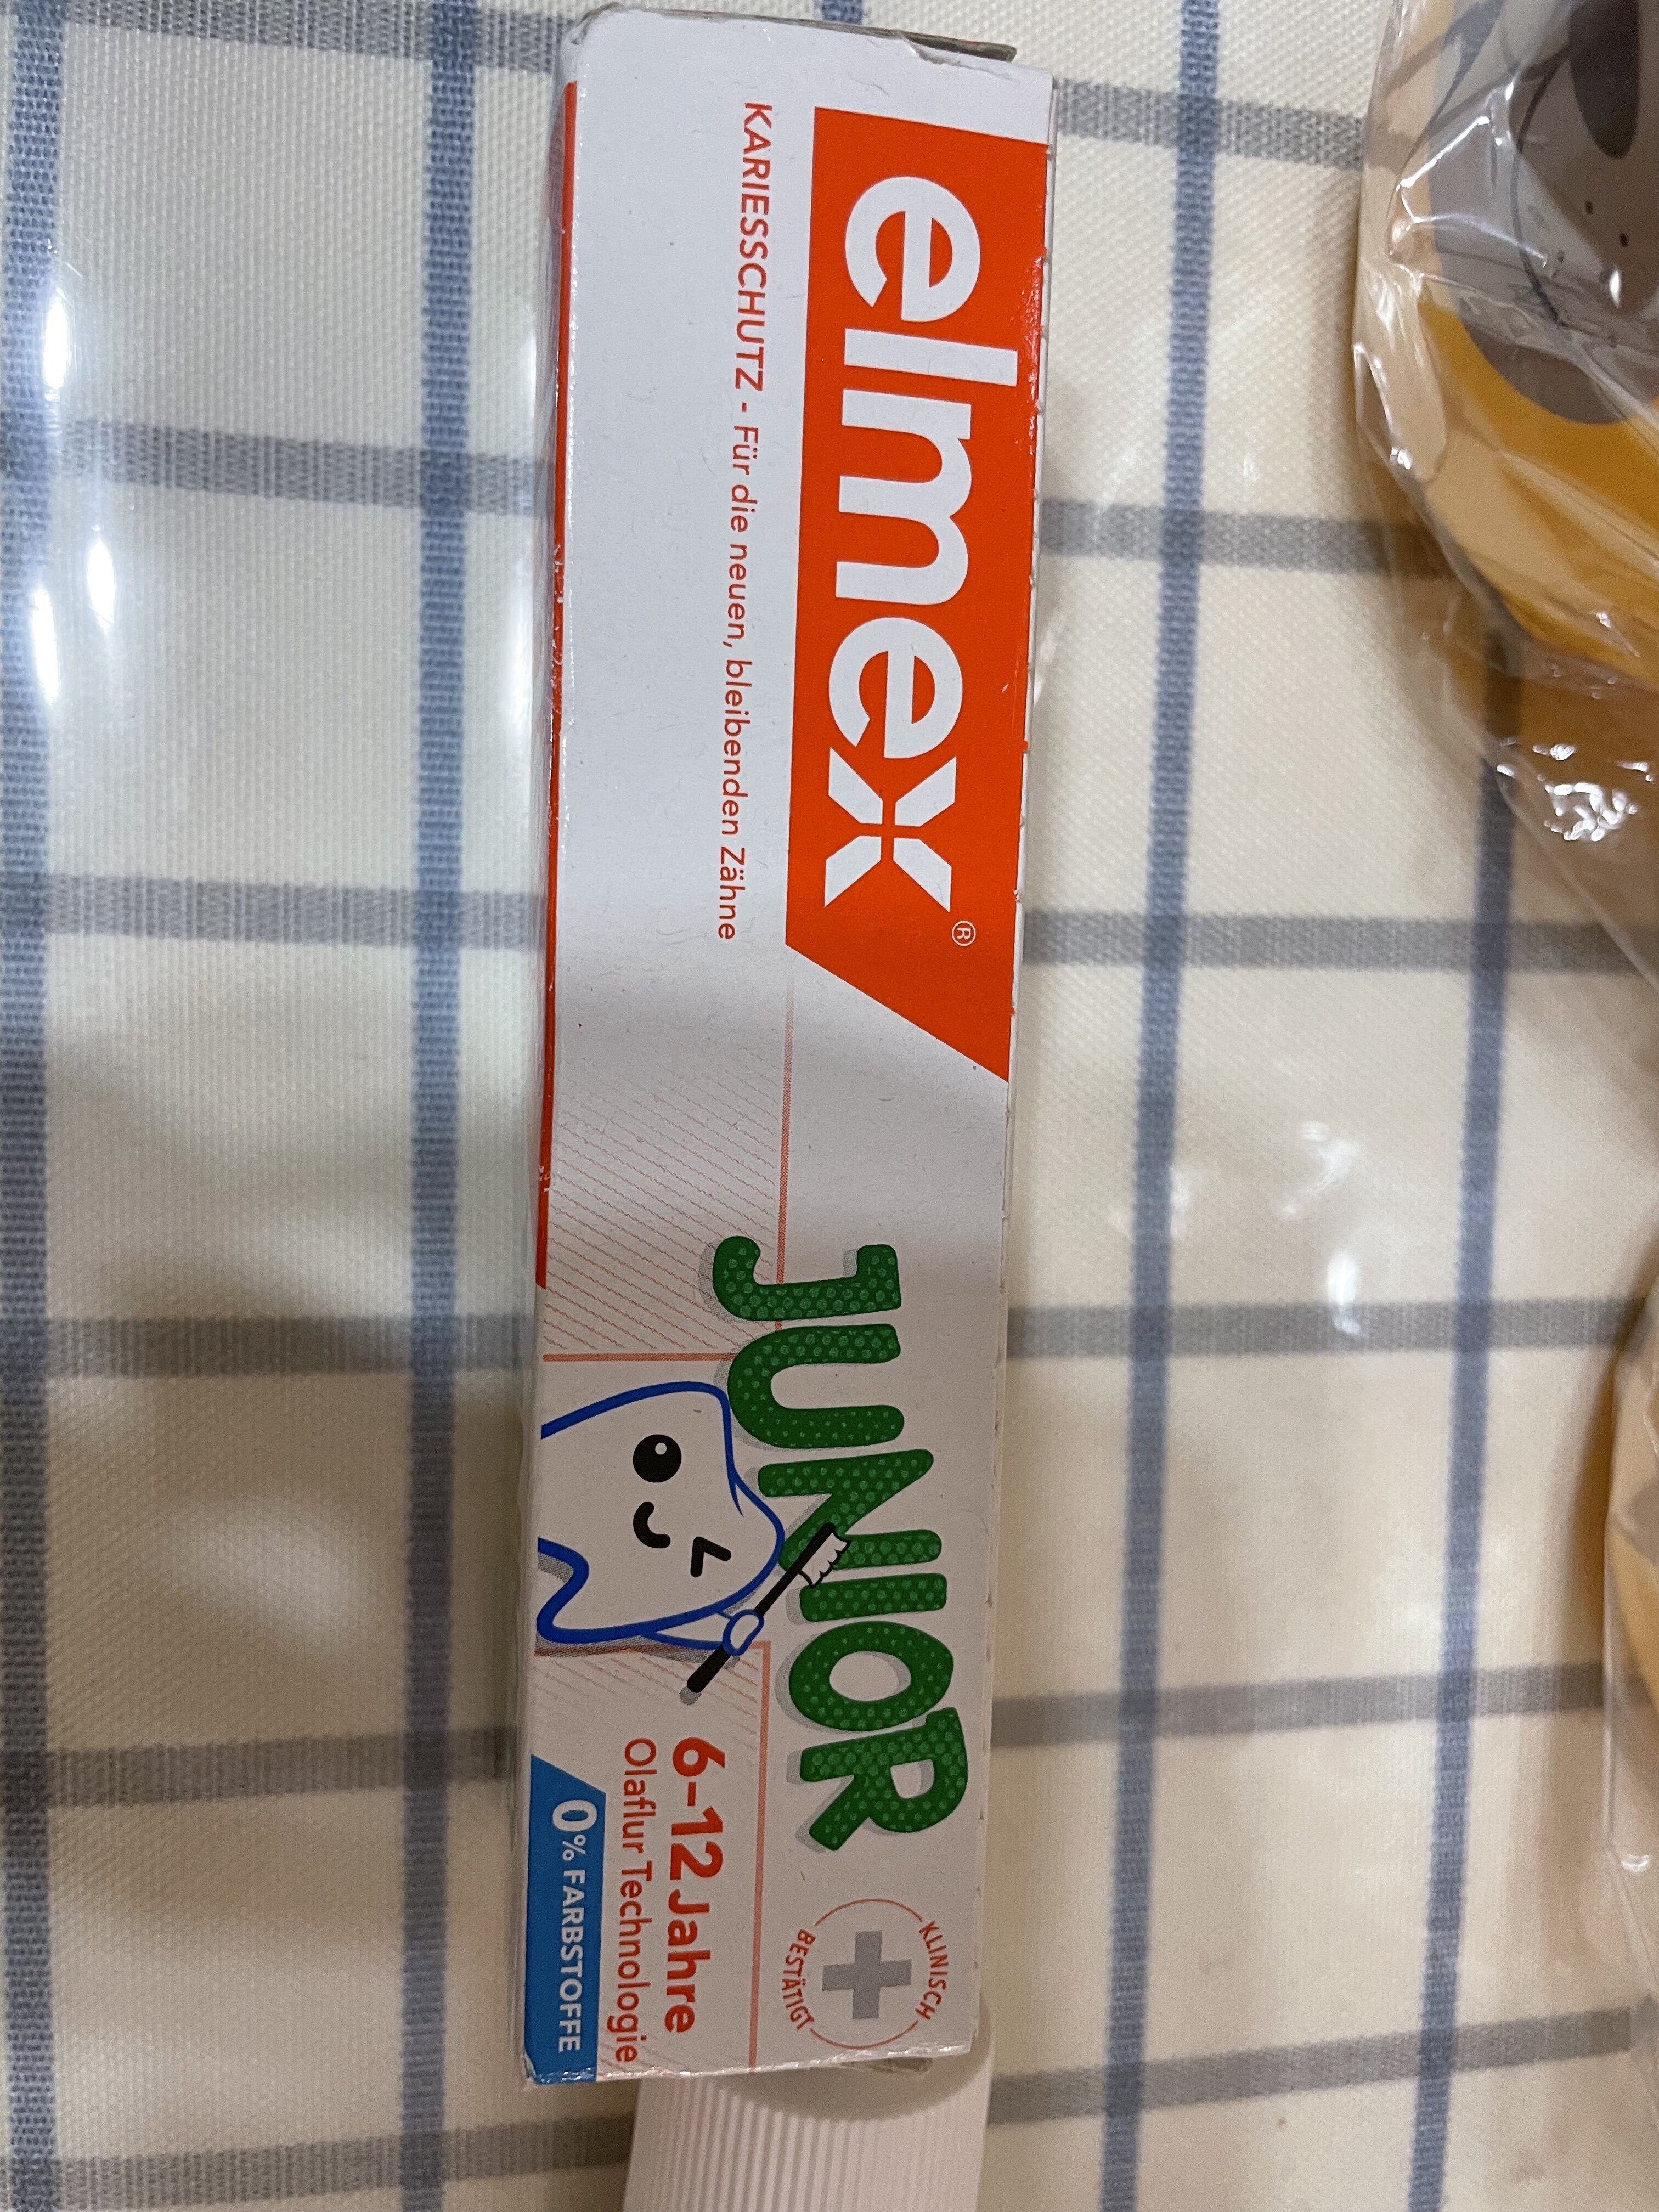 elmex®
KARIESSCHUTZ - Für die neuen, bleibenden Zähne
JUNIOR
KLINISCH
BESTÄTIGT
6-12 Jahre
Olaflur Technologie
0% FARBSTOFFE